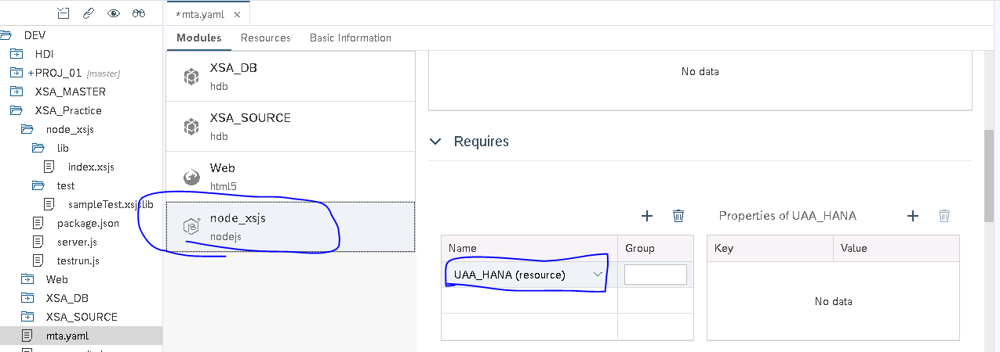 *mta.yaml ×
DEV
HDI
+PROJ_01 [master]
XSA_MASTER
XSA_Practice
node_xsjs
lib
index.xsjs
test
sampleTest.xsjslib
package.json
server.js
testrun.js
Web
XSA_DB
XSA_SOURCE
mta.yaml
Modules Resources Basic Information
XSA_DB
hdb
XSA_SOURCE
hdb
Web
html5
node_xsjs
nodejs
No data
Requires
Properties of UAA_HANA
Name Group
UAA_HANA (resource)
Key Value
No data